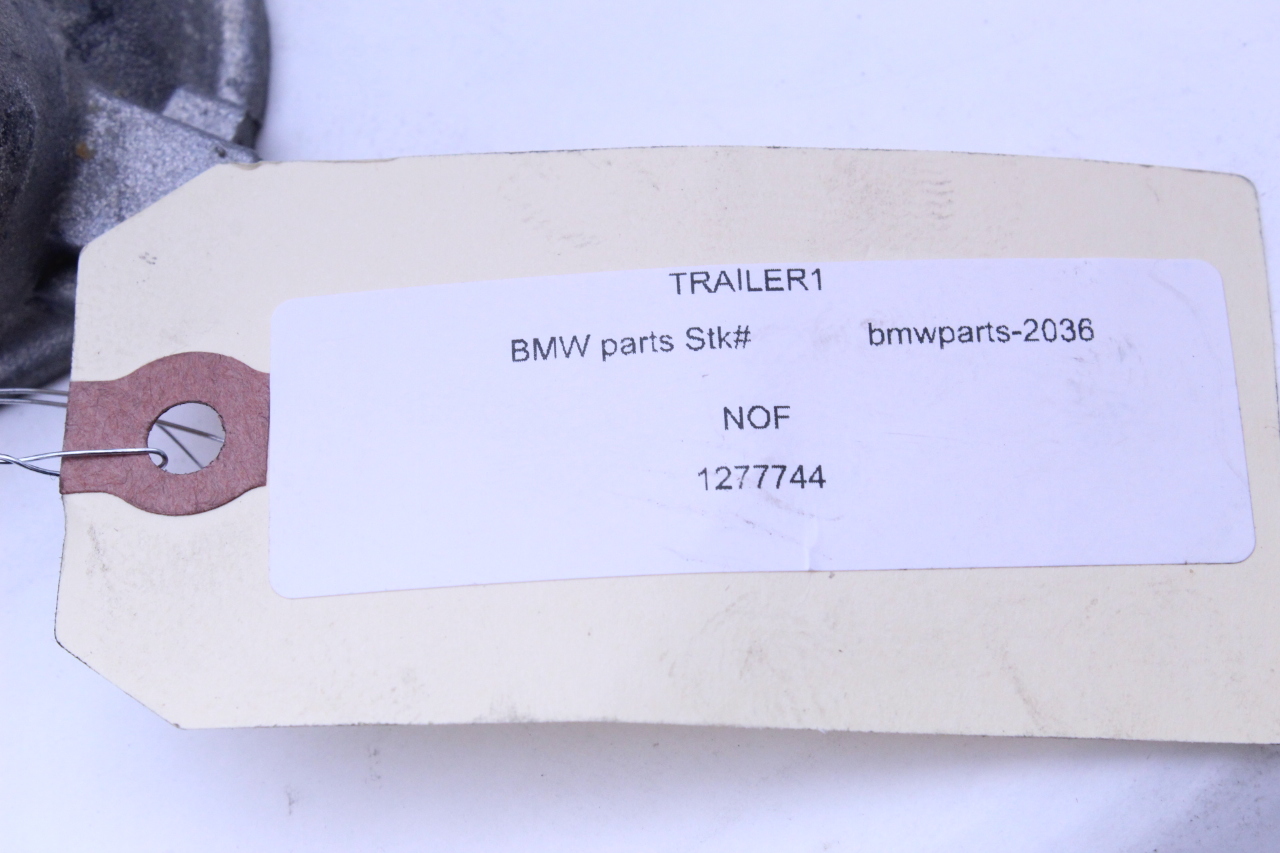 TRAILER1
BMW parts Stk# bmwparts-2036
NOF
1277744